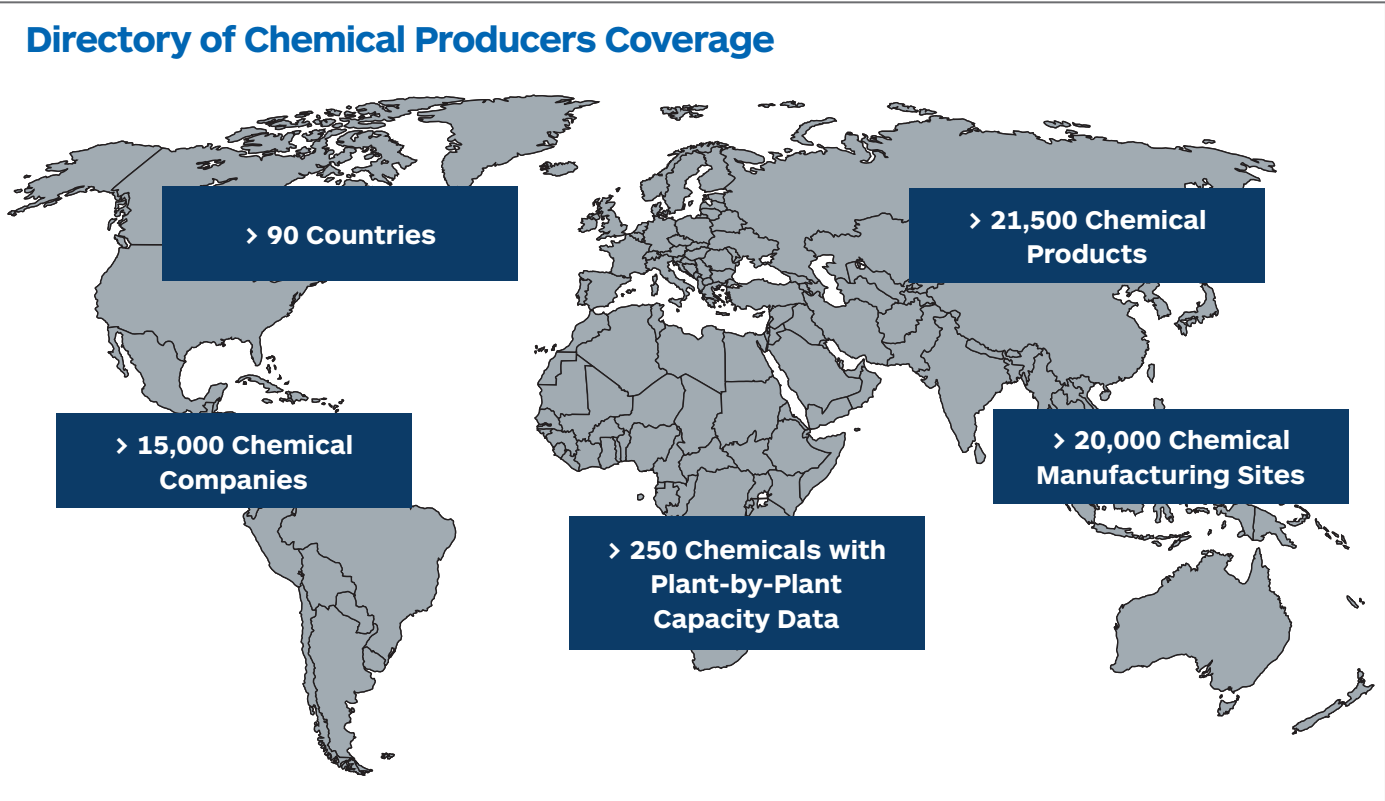 Directory of Chemical Producers Coverage
> 90 Countries
> 21,500 Chemical
Products
> 15,000 Chemical
Companies
> 20,000 Chemical
Manufacturing Sites
> 250 Chemicals with
Plant-by-Plant
Capacity Data